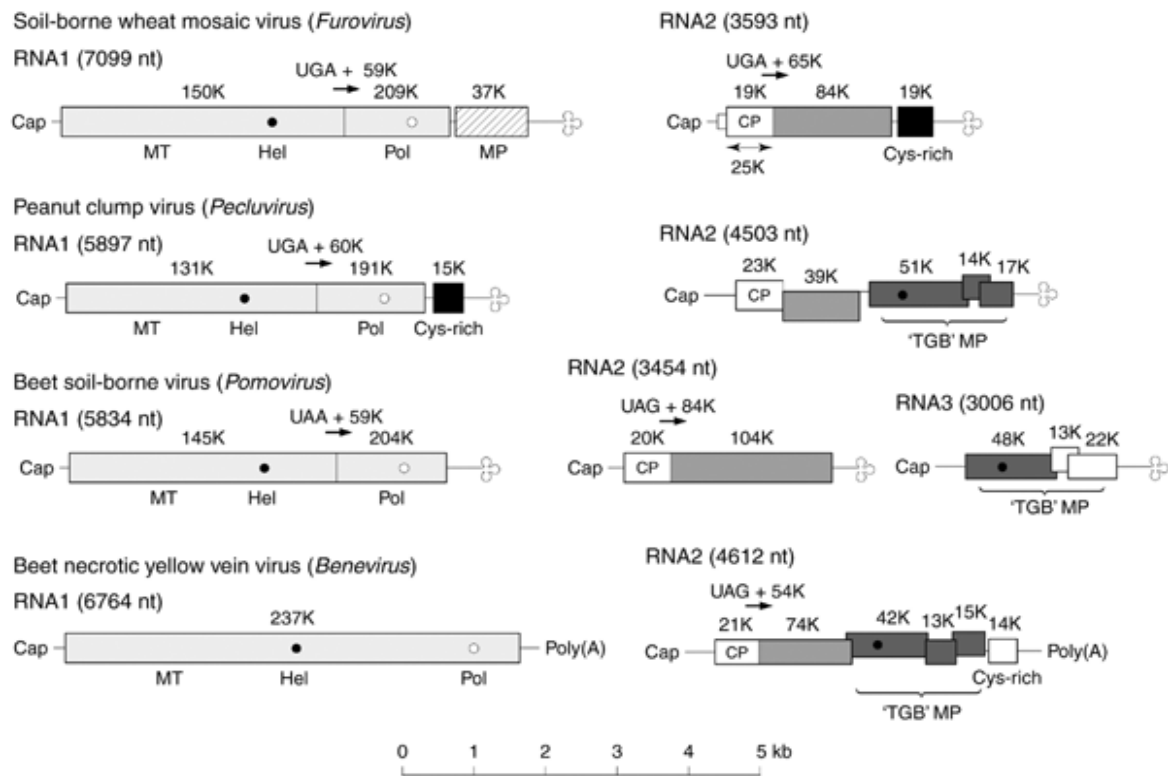 Soil-borne wheat mosaic virus (Furovirus)
RNA1 (7099 nt)
UGA + 59K
150K 209K 37K
Cap
MT Hel Pol MP
RNA2 (3593 nt)
UGA + 65K
19K 84K 19K
Cap CP
Cys-rich
25K
Peanut clump virus (Pecluvirus)
RNA1 (5897 nt)
UGA + 60K
131K 191K 15K
Cap
MT Hel Pol Cys-rich
RNA2 (4503 nt)
23K 39K 51K 14K 17K
Cap CP
'TGB' MP
Beet soil-borne virus (Pomovirus)
RNA1 (5834 nt)
UAA + 59K
145K 204K
Cap
MT Hel Pol
RNA2 (3454 nt)
UAG + 84K
20K 104K
Cap CP
RNA3 (3006 nt)
48K 13K 22K
Cap
'TGB' MP
Beet necrotic yellow vein virus (Benevirus)
RNA1 (6764 nt)
237K
Cap Poly(A)
MT Hel Pol
RNA2 (4612 nt)
UAG + 54K
21K 74K 42K 13K 15K 14K
Cap CP Poly(A)
Cys-rich
'TGB' MP
0 1 2 3 4 5 kb